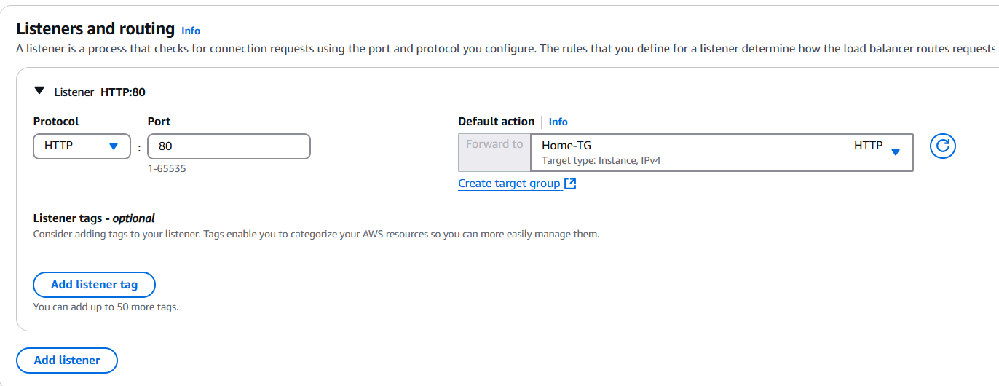 Listeners and routing Info
A listener is a process that checks for connection requests using the port and protocol you configure. The rules that you define for a listener determine how the load balancer routes requests
Listener HTTP:80
Protocol Port Default action Info
HTTP : 80 Forward to Home-TG HTTP
Target type: Instance, IPv4
1-65535
Create target group
Listener tags - optional
Consider adding tags to your listener. Tags enable you to categorize your AWS resources so you can more easily manage them.
Add listener tag
You can add up to 50 more tags.
Add listener